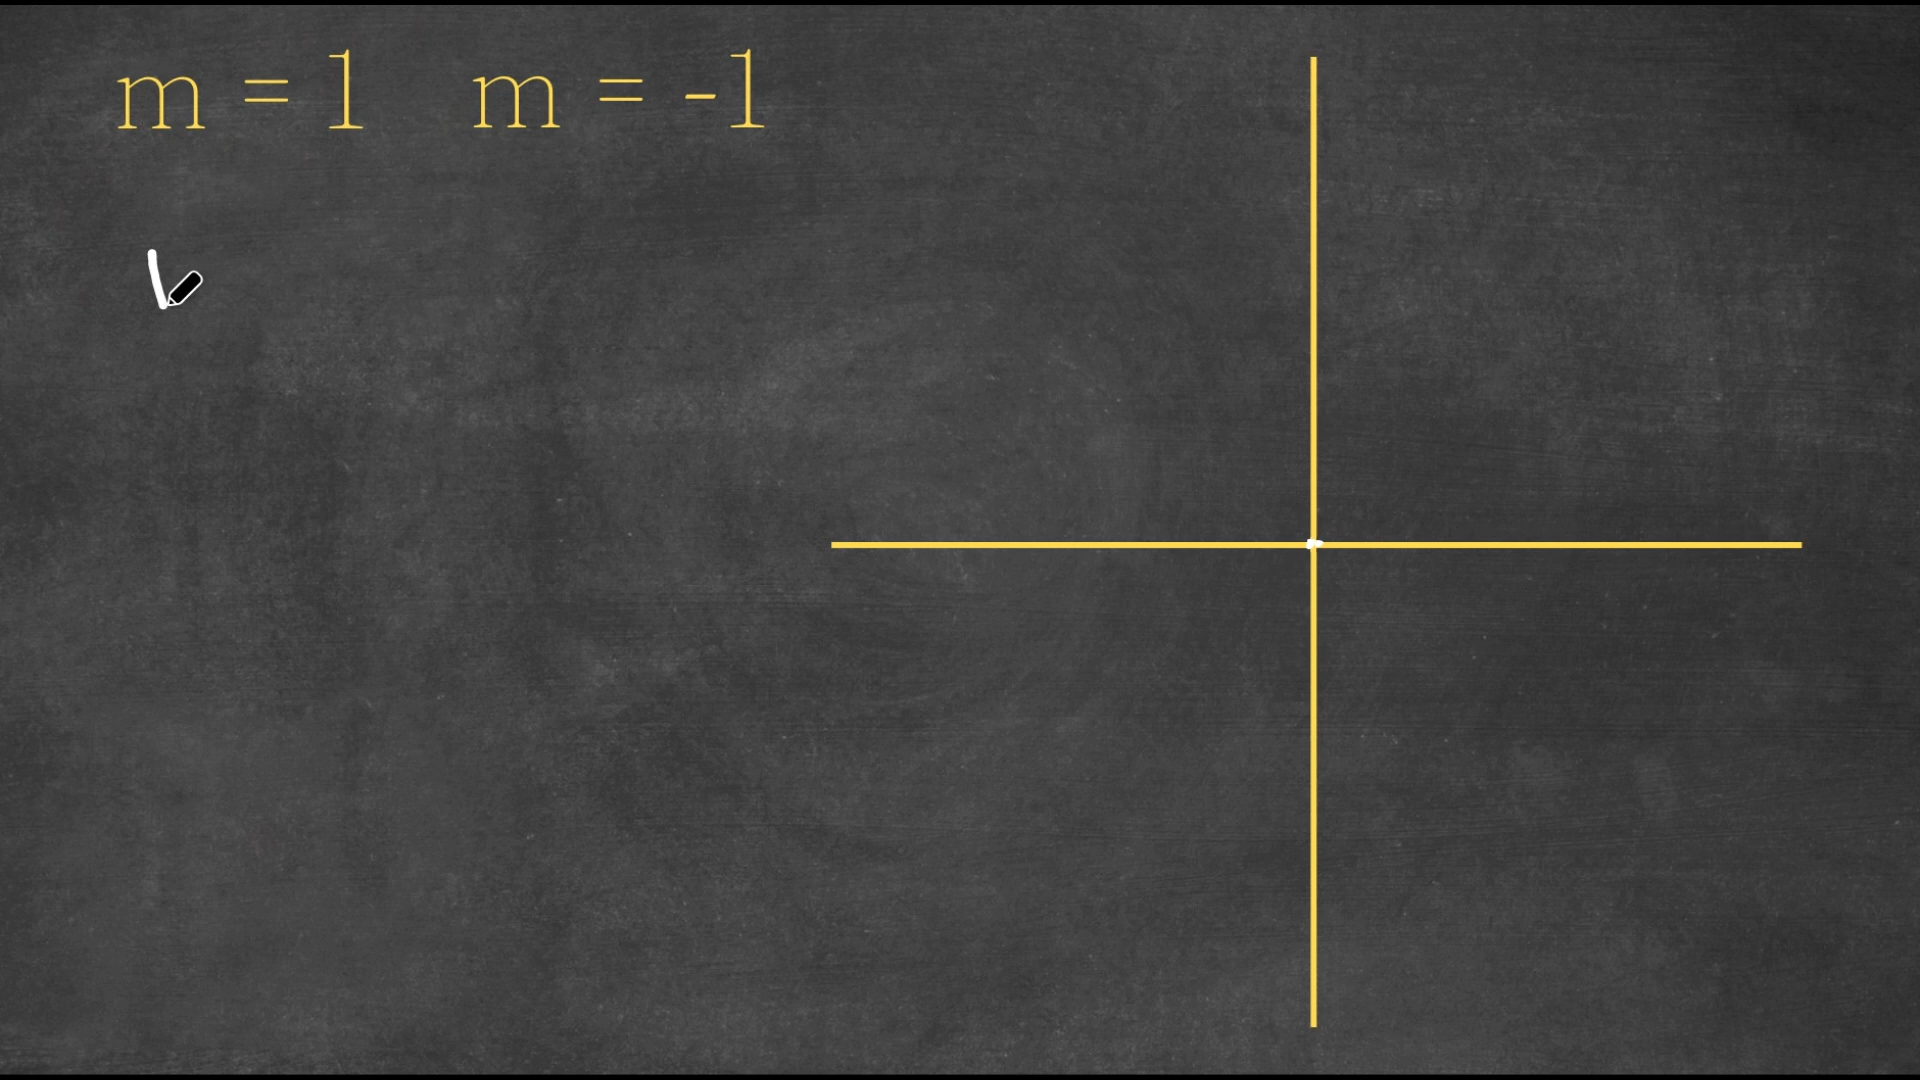 m = 1 m = -1